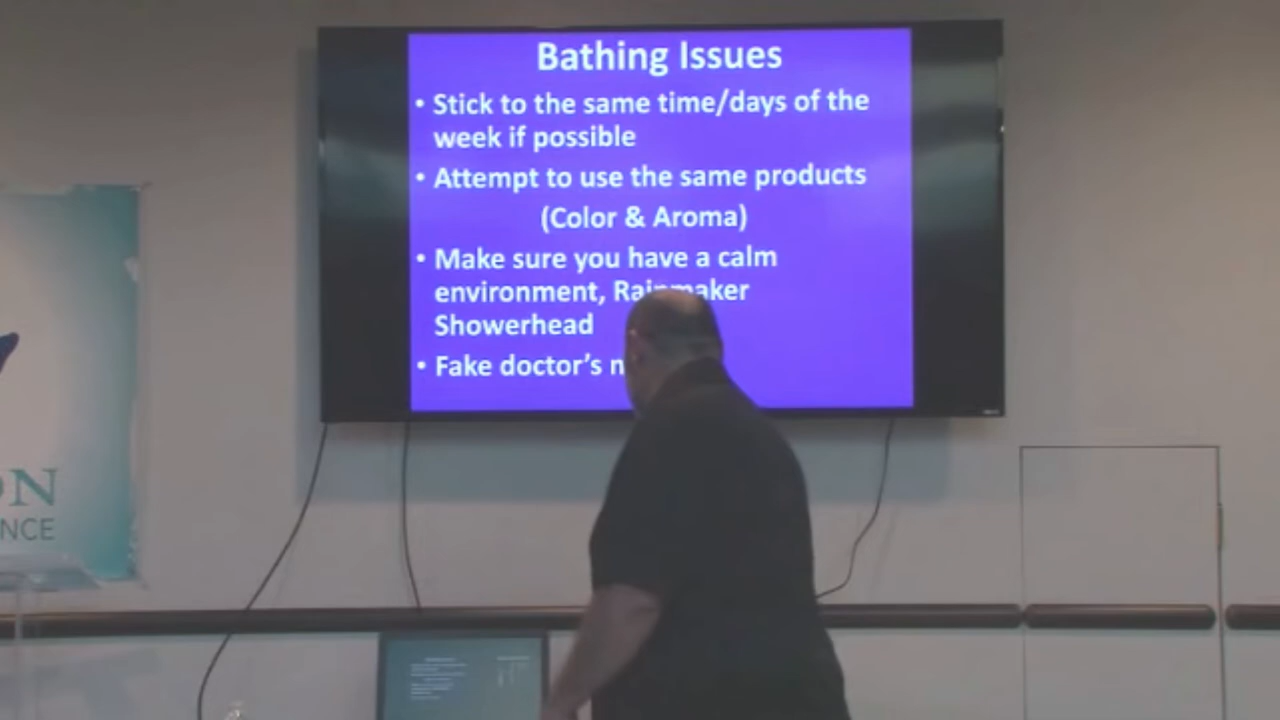 Bathing Issues
• Stick to the same time/days of the
week if possible
• Attempt to use the same products
(Color & Aroma)
• Make sure you have a calm
environment, Rainmaker
Showerhead
• Fake doctor's n
ON
NCE